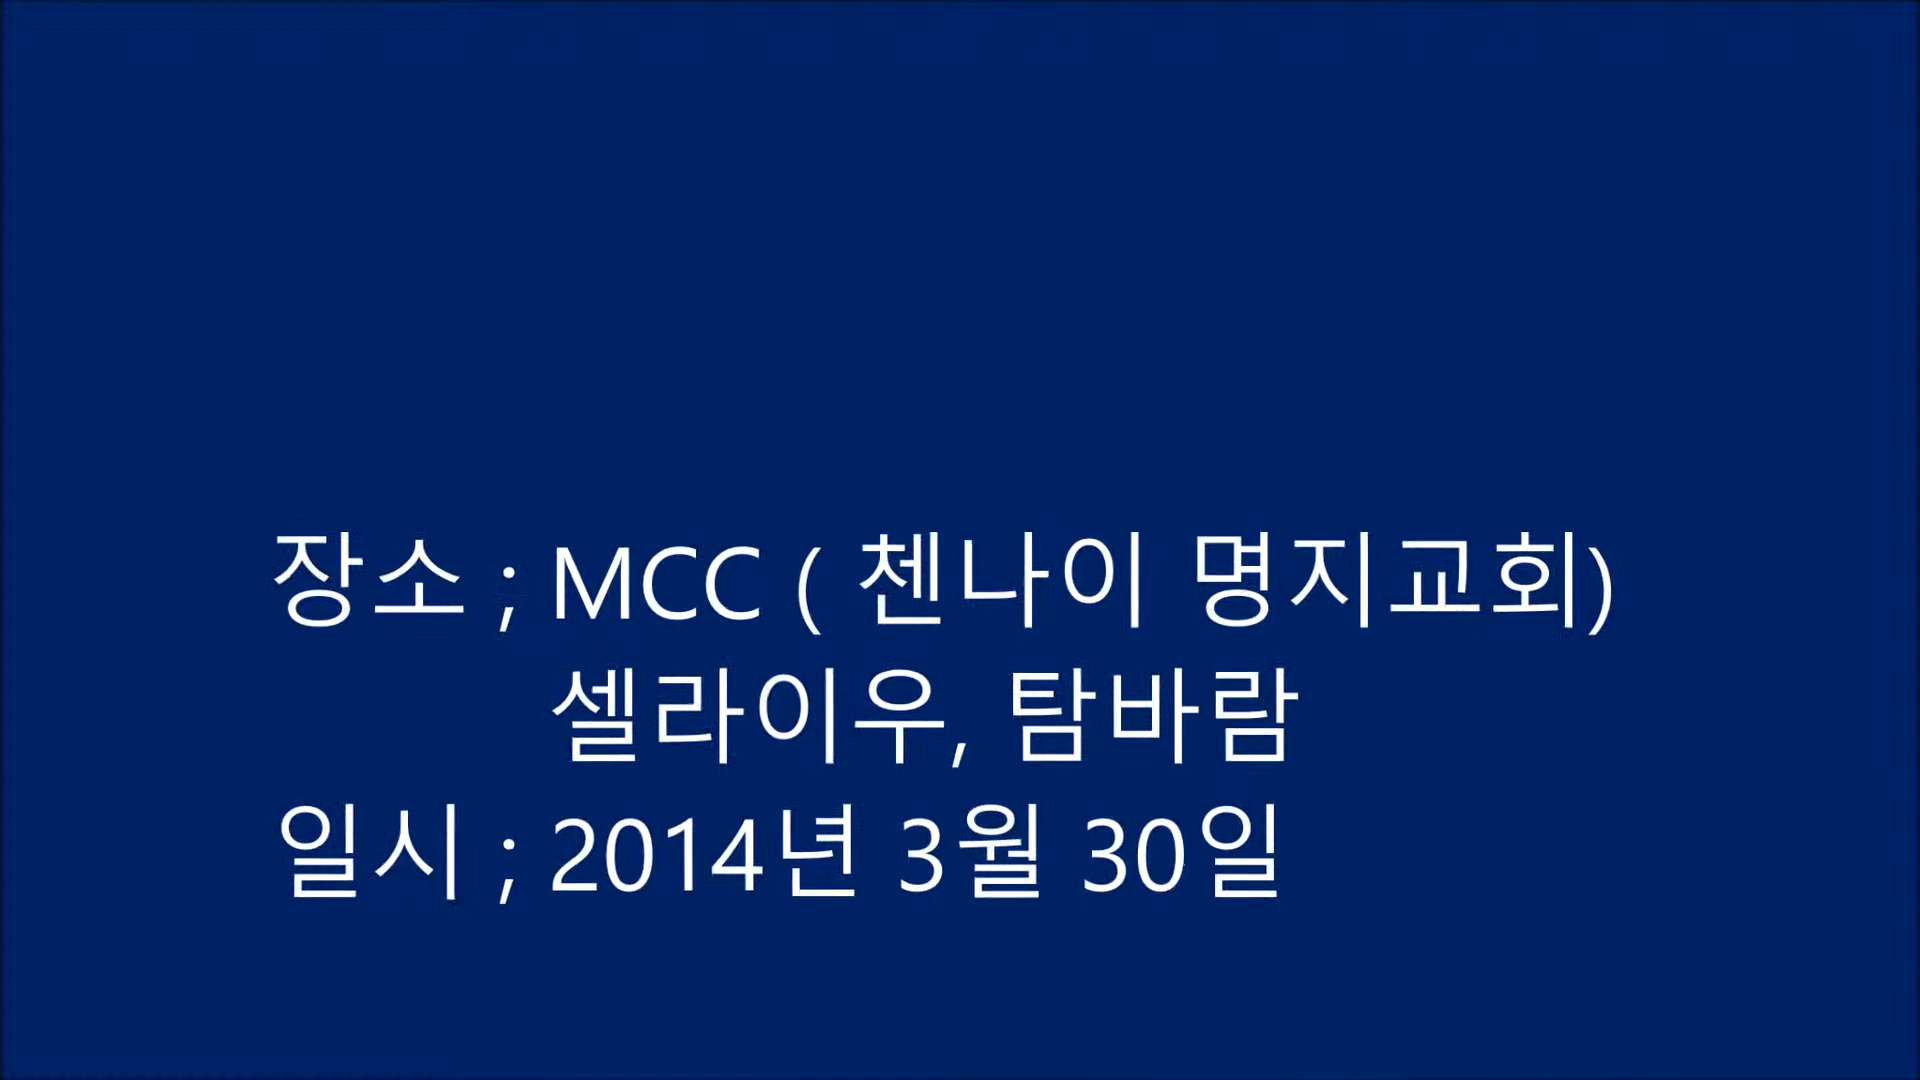 장소 ; MCC ( 첸나이 명지교회)
셀라이우, 탐바람
일시 ; 2014년 3월 30일